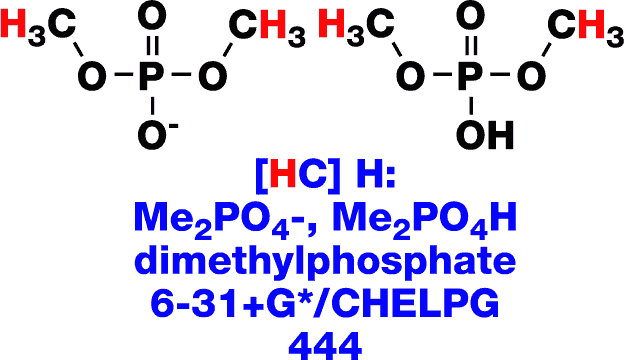 H₃C O CH₃ H₃C O CH₃
O P O O P O
O⁻ OH
[HC] H:
Me₂PO₄-, Me₂PO₄H
dimethylphosphate
6-31+G*/CHELPG
444